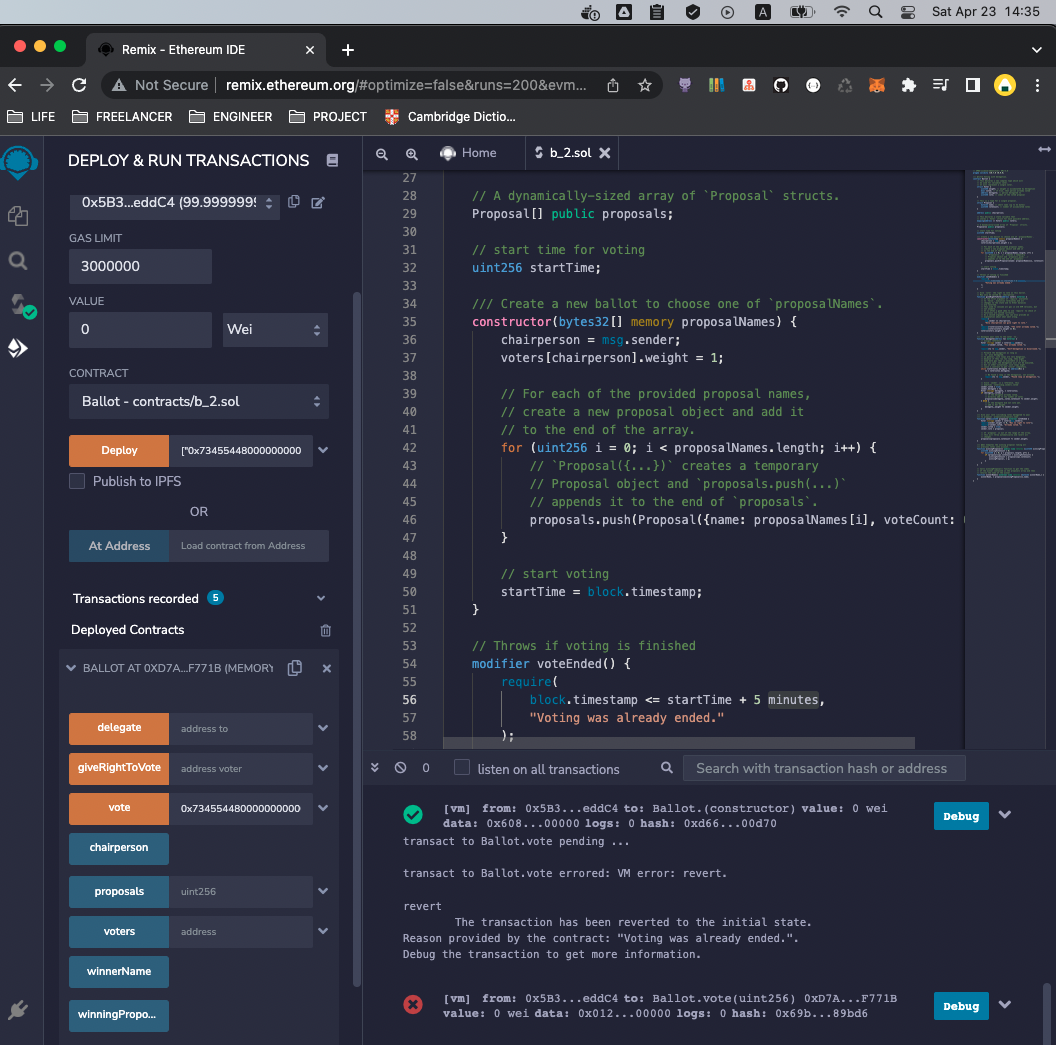 Sat Apr 23 14:35
Remix - Ethereum IDE
Not Secure remix.ethereum.org/#optimize=false&runs=200&evm...
LIFE FREELANCER ENGINEER PROJECT Cambridge Dictio...
DEPLOY & RUN TRANSACTIONS
0x5B3...eddC4 (99.9999999
GAS LIMIT
3000000
VALUE
0 Wei
CONTRACT
Ballot - contracts/b_2.sol
Deploy ["0x73455448000000000
Publish to IPFS
OR
At Address Load contract from Address
Transactions recorded 5
Deployed Contracts
BALLOT AT 0XD7A...F771B (MEMORY
delegate address to
giveRightToVote address voter
vote 0x734554480000000000
chairperson
proposals uint256
voters address
winnerName
winningPropo...
Home b_2.sol
27
28 // A dynamically-sized array of `Proposal` structs.
29 Proposal[] public proposals;
30
31 // start time for voting
32 uint256 startTime;
33
34 /// Create a new ballot to choose one of `proposalNames`.
35 constructor(bytes32[] memory proposalNames) {
36 chairperson = msg.sender;
37 voters[chairperson].weight = 1;
38
39 // For each of the provided proposal names,
40 // create a new proposal object and add it
41 // to the end of the array.
42 for (uint256 i = 0; i < proposalNames.length; i++) {
43 // `Proposal({...})` creates a temporary
44 // Proposal object and `proposals.push(...)`
45 // appends it to the end of `proposals`.
46 proposals.push(Proposal({name: proposalNames[i], voteCount:
47 }
48
49 // start voting
50 startTime = block.timestamp;
51 }
52
53 // Throws if voting is finished
54 modifier voteEnded() {
55 require(
56 block.timestamp <= startTime + 5 minutes,
57 "Voting was already ended."
58 );
0 listen on all transactions Search with transaction hash or address
[vm] from: 0x5B3...eddC4 to: Ballot.(constructor) value: 0 wei
data: 0x608...00000 logs: 0 hash: 0xd66...00d70
Debug
transact to Ballot.vote pending ...
transact to Ballot.vote errored: VM error: revert.
revert
The transaction has been reverted to the initial state.
Reason provided by the contract: "Voting was already ended.".
Debug the transaction to get more information.
[vm] from: 0x5B3...eddC4 to: Ballot.vote(uint256) 0xD7A...F771B
value: 0 wei data: 0x012...00000 logs: 0 hash: 0x69b...89bd6
Debug